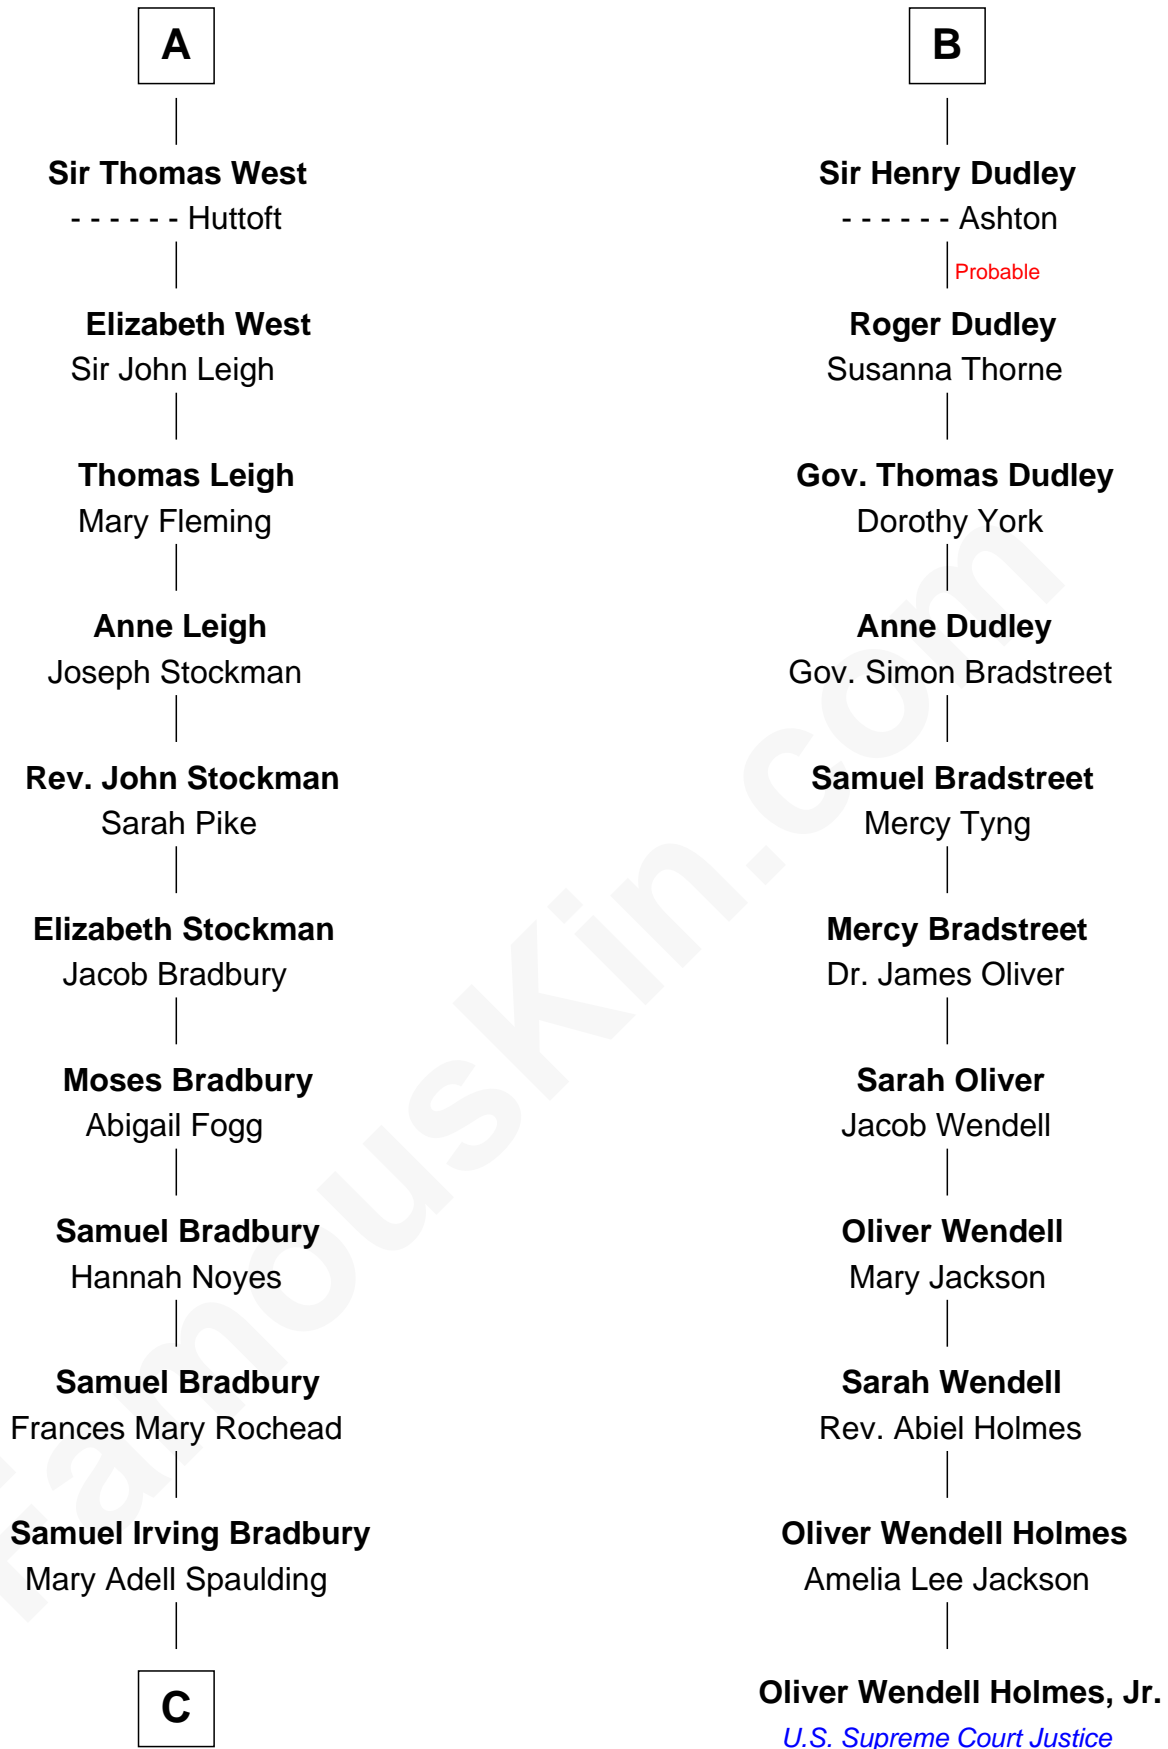 A
Sir Thomas West
- - - - - - Huttoft
Elizabeth West
Sir John Leigh
Thomas Leigh
Mary Fleming
Anne Leigh
Joseph Stockman
Rev. John Stockman
Sarah Pike
Elizabeth Stockman
Jacob Bradbury
Moses Bradbury
Abigail Fogg
Samuel Bradbury
Hannah Noyes
Samuel Bradbury
Frances Mary Rochead
Samuel Irving Bradbury
Mary Adell Spaulding
C
B
Sir Henry Dudley
- - - - - - Ashton
Probable
Roger Dudley
Susanna Thorne
Gov. Thomas Dudley
Dorothy York
Anne Dudley
Gov. Simon Bradstreet
Samuel Bradstreet
Mercy Tyng
Mercy Bradstreet
Dr. James Oliver
Sarah Oliver
Jacob Wendell
Oliver Wendell
Mary Jackson
Sarah Wendell
Rev. Abiel Holmes
Oliver Wendell Holmes
Amelia Lee Jackson
Oliver Wendell Holmes, Jr.
U.S. Supreme Court Justice
FamousKin.com